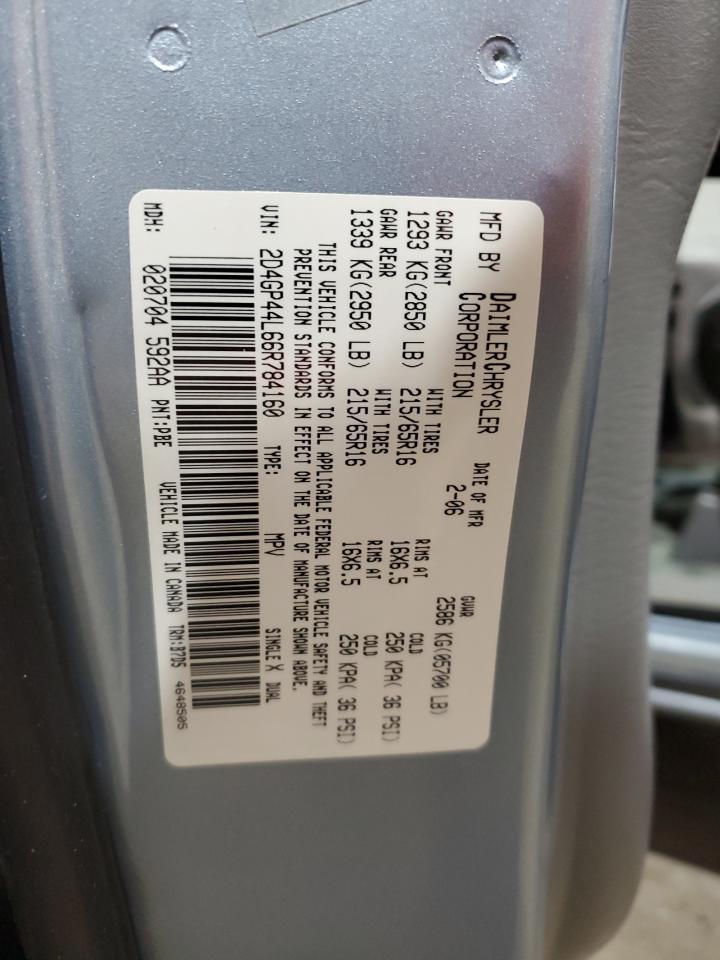 MFD BY DAIMLERCHRYSLER
CORPORATION
DATE OF MFR
2-06
GVWR
2586 KG(05700 LB)
GAWR FRONT WITH TIRES RIMS AT COLD
1293 KG(2850 LB) 215/65R16 16X6.5 250 KPA( 36 PSI)
GAWR REAR WITH TIRES RIMS AT COLD
1339 KG(2950 LB) 215/65R16 16X6.5 250 KPA( 36 PSI)
THIS VEHICLE CONFORMS TO ALL APPLICABLE FEDERAL MOTOR VEHICLE SAFETY AND THEFT
PREVENTION STANDARDS IN EFFECT ON THE DATE OF MANUFACTURE SHOWN ABOVE.
VIN: 2D4GP44L66R784160 TYPE: MPV SINGLE X DUAL
MDH: 020704 592AA PNT:PBE VEHICLE MADE IN CANADA TRM:B7D5 4648505